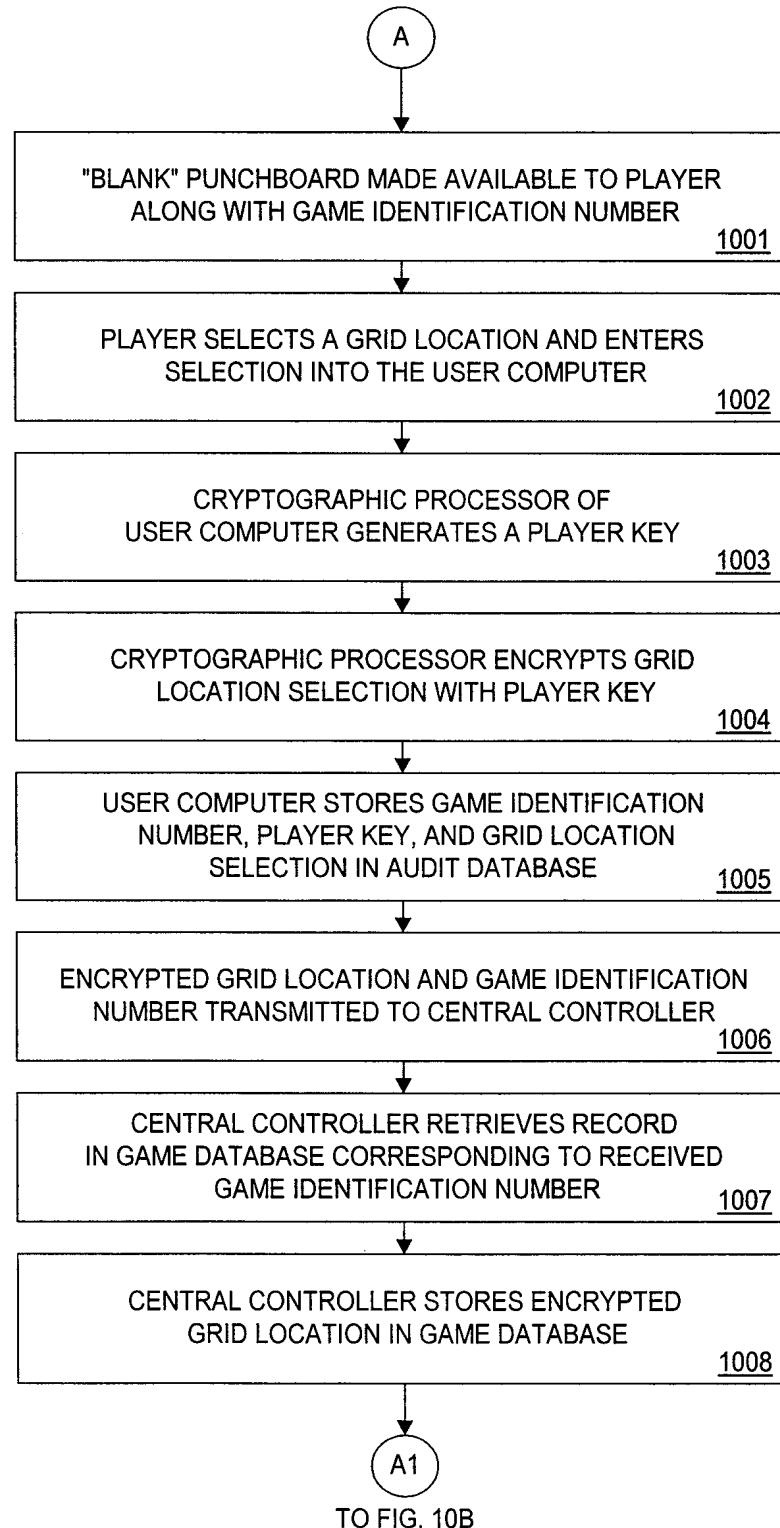 A
"BLANK" PUNCHBOARD MADE AVAILABLE TO PLAYER
ALONG WITH GAME IDENTIFICATION NUMBER
1001
PLAYER SELECTS A GRID LOCATION AND ENTERS
SELECTION INTO THE USER COMPUTER
1002
CRYPTOGRAPHIC PROCESSOR OF
USER COMPUTER GENERATES A PLAYER KEY
1003
CRYPTOGRAPHIC PROCESSOR ENCRYPTS GRID
LOCATION SELECTION WITH PLAYER KEY
1004
USER COMPUTER STORES GAME IDENTIFICATION
NUMBER, PLAYER KEY, AND GRID LOCATION
SELECTION IN AUDIT DATABASE
1005
ENCRYPTED GRID LOCATION AND GAME IDENTIFICATION
NUMBER TRANSMITTED TO CENTRAL CONTROLLER
1006
CENTRAL CONTROLLER RETRIEVES RECORD
IN GAME DATABASE CORRESPONDING TO RECEIVED
GAME IDENTIFICATION NUMBER
1007
CENTRAL CONTROLLER STORES ENCRYPTED
GRID LOCATION IN GAME DATABASE
1008
A1
TO FIG. 10B